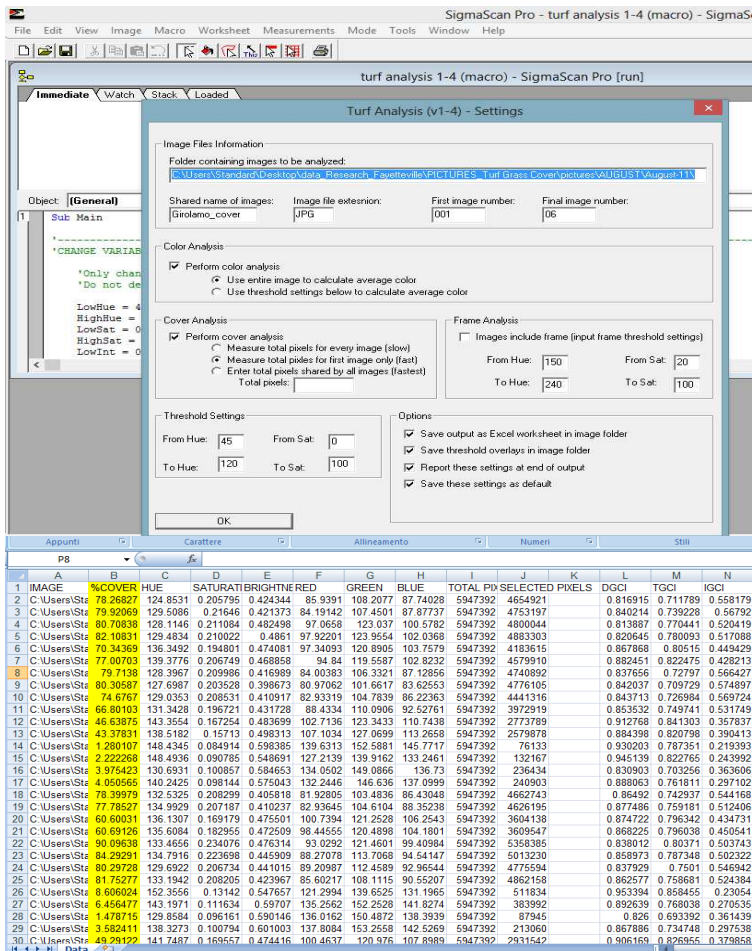 SigmaScan Pro - turf analysis 1-4 (macro) - SigmaS
File Edit View Image Macro Worksheet Measurements Mode Tools Window Help
turf analysis 1-4 (macro) - SigmaScan Pro [run]
Immediate Watch Stack Loaded
Turf Analysis (v1-4) - Settings
Image Files Information
Folder containing images to be analyzed:
C:\Users\Standard\Desktop\data_Research_Fayetteville\PICTURES_Turf Grass Cover\pictures\AUGUST\August-11\
Shared name of images: Image file extesnion: First image number: Final image number:
Girolamo_cover JPG 001 06
Object: (General)
1 Sub Main
'CHANGE VARIAB
'Only chan
'Do not de
LowHue = 4
HighHue =
LowSat = 0
HighSat =
LowInt = 0
Color Analysis
Perform color analysis
Use entire image to calculate average color
Use threshold settings below to calculate average color
Cover Analysis
Perform cover analysis
Measure total pixels for every image (slow)
Measure total pixles for first image only (fast)
Enter total pixels shared by all images (fastest)
Total pixels:
Frame Analysis
Images include frame (input frame threshold settings)
From Hue: 150 From Sat: 20
To Hue: 240 To Sat: 100
Threshold Settings
From Hue: 45 From Sat: 0
To Hue: 120 To Sat: 100
Options
Save output as Excel worksheet in image folder
Save threshold overlays in image folder
Report these settings at end of output
Save these settings as default
OK
Appunti Carattere Allineamento Numeri Stili
P8 fx
A B C D E F G H I J K L M N
1 IMAGE %COVER HUE SATURATI BRIGHTNE RED GREEN BLUE TOTAL PI SELECTED PIXELS DGCI TGCI IGCI
2 C:\Users\Sta 78.26827 124.8531 0.205795 0.424344 85.9391 108.2077 87.74028 5947392 4654921 0.816915 0.711789 0.558179
3 C:\Users\Sta 79.92069 129.5086 0.21646 0.421373 84.19142 107.4501 87.87737 5947392 4753197 0.840214 0.739228 0.56792
4 C:\Users\Sta 80.70838 128.1146 0.211084 0.482498 97.0658 123.037 100.5782 5947392 4800044 0.813887 0.770441 0.520419
5 C:\Users\Sta 82.10831 129.4834 0.210022 0.4861 97.92201 123.9554 102.0368 5947392 4883303 0.820645 0.780093 0.517088
6 C:\Users\Sta 70.34369 136.3492 0.194801 0.474081 97.34093 120.8905 103.7579 5947392 4183615 0.867868 0.80515 0.449429
7 C:\Users\Sta 77.00703 139.3776 0.206749 0.468858 94.84 119.5587 102.8232 5947392 4579910 0.882451 0.822475 0.428213
8 C:\Users\Sta 79.7138 128.3967 0.209986 0.416989 84.00383 106.3321 87.12856 5947392 4740892 0.837656 0.72797 0.566427
9 C:\Users\Sta 80.30587 127.6987 0.203528 0.398673 80.97062 101.6617 83.62553 5947392 4776105 0.842037 0.709729 0.574897
10 C:\Users\Sta 74.6767 129.0353 0.208531 0.410917 82.93319 104.7839 86.22363 5947392 4441316 0.843713 0.726984 0.569724
11 C:\Users\Sta 66.80103 131.3428 0.196721 0.431728 88.4334 110.0906 92.52761 5947392 3972919 0.853532 0.749741 0.531749
12 C:\Users\Sta 46.63875 143.3554 0.167254 0.483699 102.7136 123.3433 110.7438 5947392 2773789 0.912768 0.841303 0.357837
13 C:\Users\Sta 43.37831 138.5182 0.15713 0.498313 107.1034 127.0699 113.2658 5947392 2579878 0.884398 0.820798 0.390413
14 C:\Users\Sta 1.280107 148.4345 0.084914 0.598385 139.6313 152.5881 145.7717 5947392 76133 0.930203 0.787351 0.219393
15 C:\Users\Sta 2.222268 148.4936 0.090785 0.548691 127.2139 139.9162 133.2461 5947392 132167 0.945139 0.822765 0.243992
16 C:\Users\Sta 3.975423 130.6931 0.100857 0.584653 134.0502 149.0866 136.73 5947392 236434 0.830903 0.703256 0.363606
17 C:\Users\Sta 4.050565 140.2425 0.098144 0.575043 132.2446 146.636 137.0999 5947392 240903 0.888063 0.761811 0.297102
18 C:\Users\Sta 78.39979 132.5325 0.208299 0.405818 81.92805 103.4836 86.43048 5947392 4662743 0.86492 0.742937 0.544168
19 C:\Users\Sta 77.78527 134.9929 0.207187 0.410237 82.93645 104.6104 88.35238 5947392 4626195 0.877486 0.759181 0.512406
20 C:\Users\Sta 60.60031 136.1307 0.169179 0.475501 100.7394 121.2528 106.2543 5947392 3604138 0.874722 0.796342 0.434731
21 C:\Users\Sta 60.69126 135.6084 0.182955 0.472509 98.44555 120.4898 104.1801 5947392 3609547 0.868225 0.796038 0.450541
22 C:\Users\Sta 90.09638 133.4656 0.234076 0.476314 93.0292 121.4601 99.40984 5947392 5358385 0.838012 0.80371 0.503743
23 C:\Users\Sta 84.29291 134.7916 0.223698 0.445909 88.27078 113.7068 94.54147 5947392 5013230 0.858973 0.787348 0.502322
24 C:\Users\Sta 80.29728 129.6922 0.206734 0.441015 89.20987 112.4589 92.96544 5947392 4775594 0.837929 0.7501 0.546942
25 C:\Users\Sta 81.75277 133.1942 0.208205 0.423967 85.60217 108.1115 90.55207 5947392 4862158 0.862577 0.758681 0.524384
26 C:\Users\Sta 8.606024 152.3556 0.13142 0.547657 121.2994 139.6525 131.1965 5947392 511834 0.953394 0.858455 0.23054
27 C:\Users\Sta 6.456477 143.1971 0.111634 0.59707 135.2562 152.2528 141.8274 5947392 383992 0.892639 0.768038 0.270535
28 C:\Users\Sta 1.478715 129.8584 0.096161 0.590146 136.0162 150.4872 138.3939 5947392 87945 0.826 0.693392 0.361439
29 C:\Users\Sta 3.582411 138.3273 0.100794 0.601003 137.8084 153.2558 142.5269 5947392 213060 0.867886 0.734748 0.297538
30 C:\Users\Sta 49.29122 141.7487 0.169557 0.474416 100.4637 120.976 107.8989 5947392 2931542 0.906169 0.826955
Data